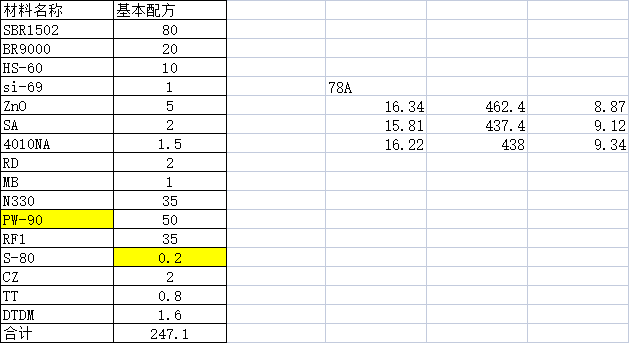 材料名称 基本配方
SBR1502 80
BR9000 20
HS-60 10
si-69 1 78A
ZnO 5 16.34 462.4 8.87
SA 2 15.81 437.4 9.12
4010NA 1.5 16.22 438 9.34
RD 2
MB 1
N330 35
PW-90 50
RF1 35
S-80 0.2
CZ 2
TT 0.8
DTDM 1.6
合计 247.1